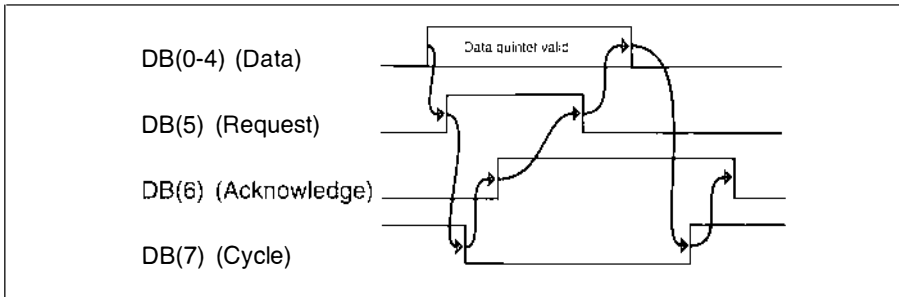 DB(0-4) (Data)
Data quintet valid
DB(5) (Request)
DB(6) (Acknowledge)
DB(7) (Cycle)